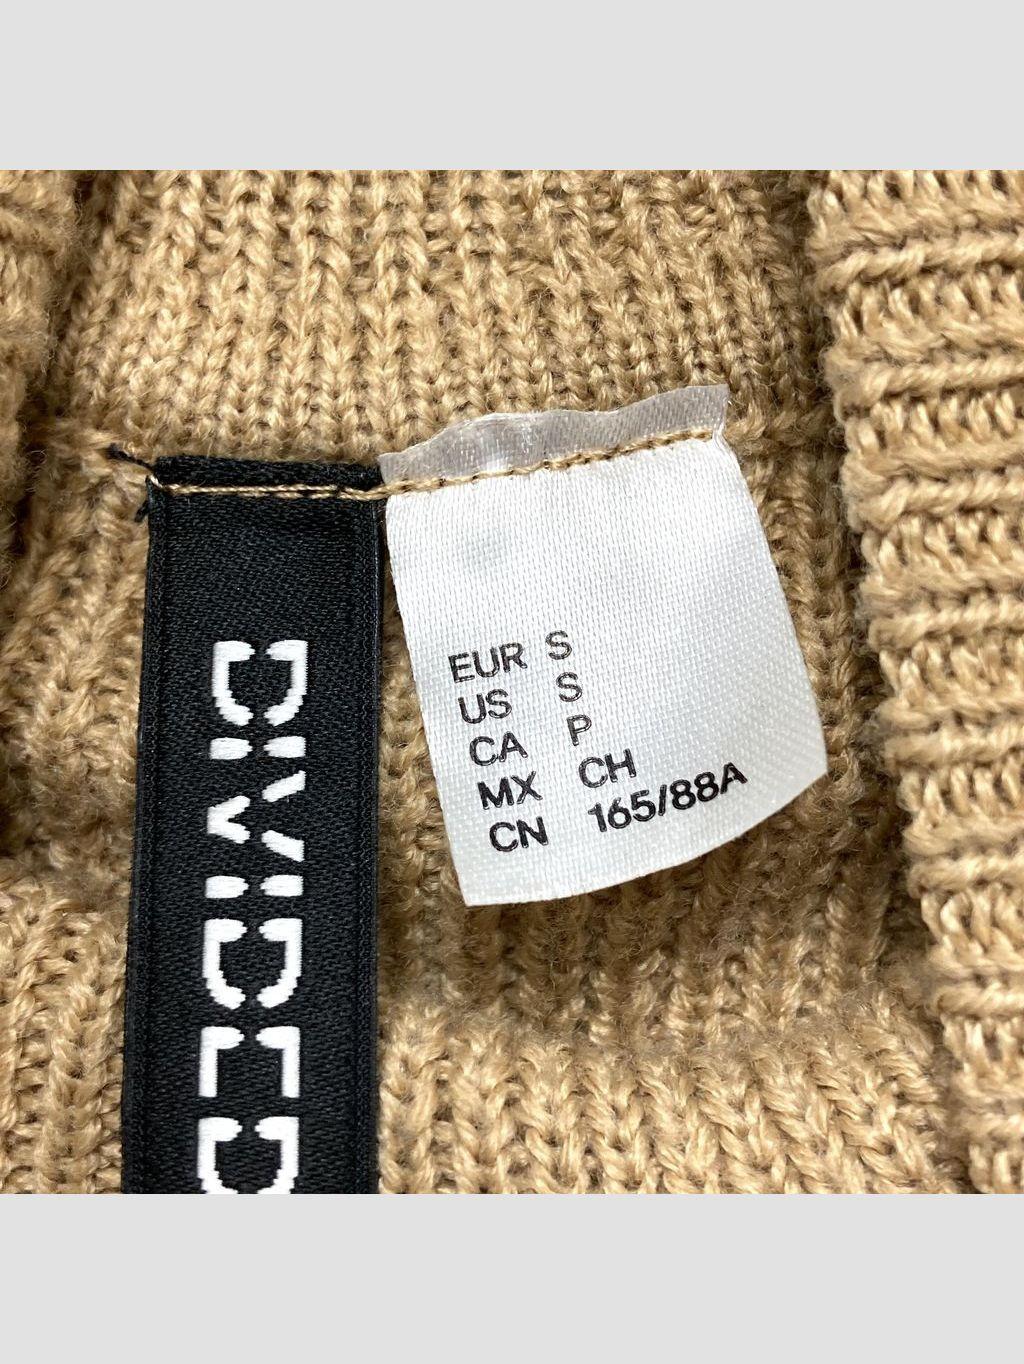 DIVIDED
EUR S
US S
CA P
MX CH
CN 165/88A